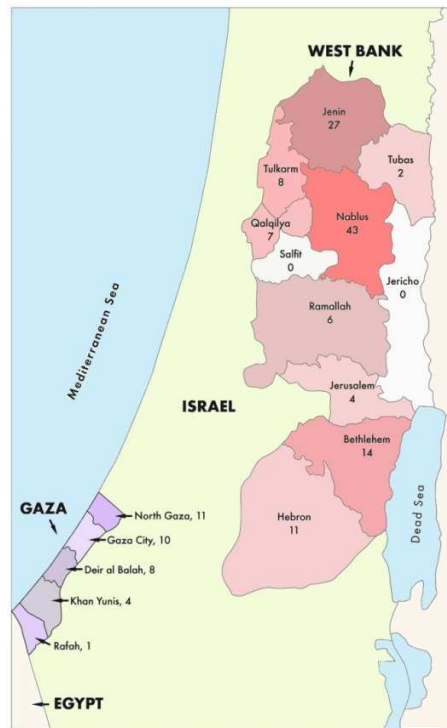 WEST BANK
Jenin
27
Tubas
2
Tulkarm
8
Nablus
43
Qalqilya
7
Salfit
0
Jericho
0
Ramallah
6
Mediterranean Sea
ISRAEL
Jerusalem
4
Bethlehem
14
Hebron
11
Dead Sea
GAZA
North Gaza, 11
Gaza City, 10
Deir al Balah, 8
Khan Yunis, 4
Rafah, 1
EGYPT